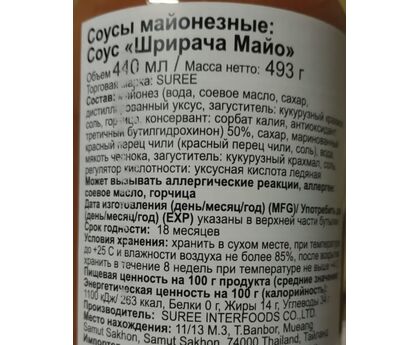 Соусы майонезные:
Соус «Шрирача Майо»
Объем 440 МЛ / Масса нетто: 493 г
Торговая марка: SUREE
Состав: майонез (вода, соевое масло, сахар,
дистиллированный уксус, загуститель: кукурузный крахмал,
соль, горчица, консервант: сорбат калия, антиоксидант
третичный бутилгидрохинон) 50%, сахар, маринованный
красный перец чили (красный перец чили, соль), вода,
мякоть чеснока, загуститель: кукурузный крахмал, соль,
регулятор кислотности: уксусная кислота ледяная
Может вызывать аллергические реакции, аллерген
соевое масло, горчица
Дата изготовления (день/месяц/год) (MFG)/ Употребить до
(день/месяц/год) (EXP) указаны в верхней части бутылки
Срок годности: 18 месяцев
Условия хранения: хранить в сухом месте, при температуре
до +25 С и влажности воздуха не более 85%, после
хранить в течение 8 недель при температуре не выше
Пищевая ценность на 100 г продукта (средние значения)
Энергетическая ценность на 100 г (калорийность):
1100 кДж/ 263 ккал, Белки 0 г, Жиры 14 г, Углеводы 34 г
Производитель: SUREE INTERFOODS CO.,LTD.
Место нахождения: 11/13 M.3, T.Banbor, Mueang
Samut Sakhon, Samut Sakhon, 74000 Thailand, Тайланд